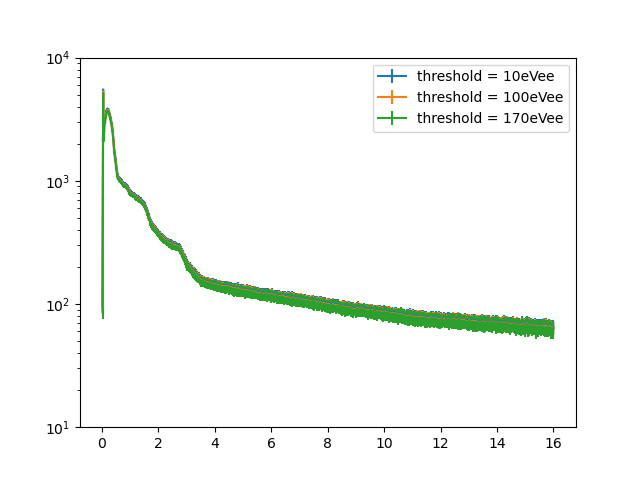 threshold = 10eVee
threshold = 100eVee
threshold = 170eVee
10^4
10^3
10^2
10^1
0 2 4 6 8 10 12 14 16